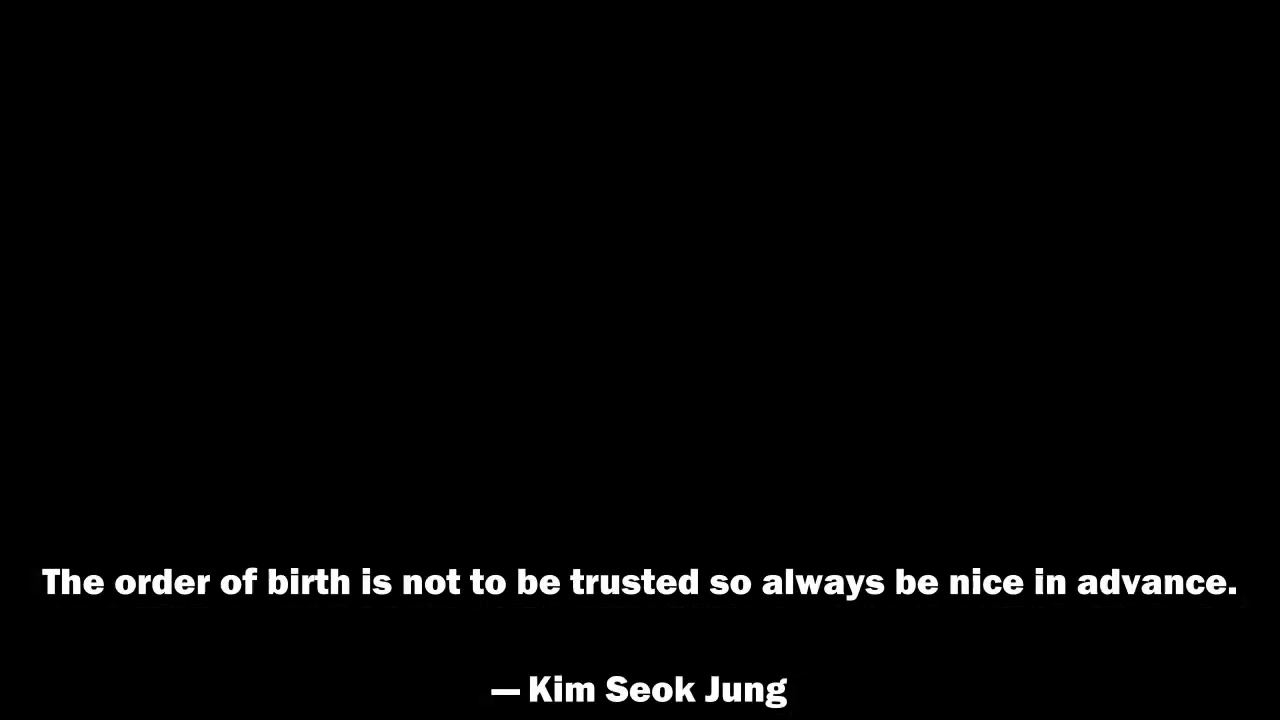 The order of birth is not to be trusted so always be nice in advance.
— Kim Seok Jung